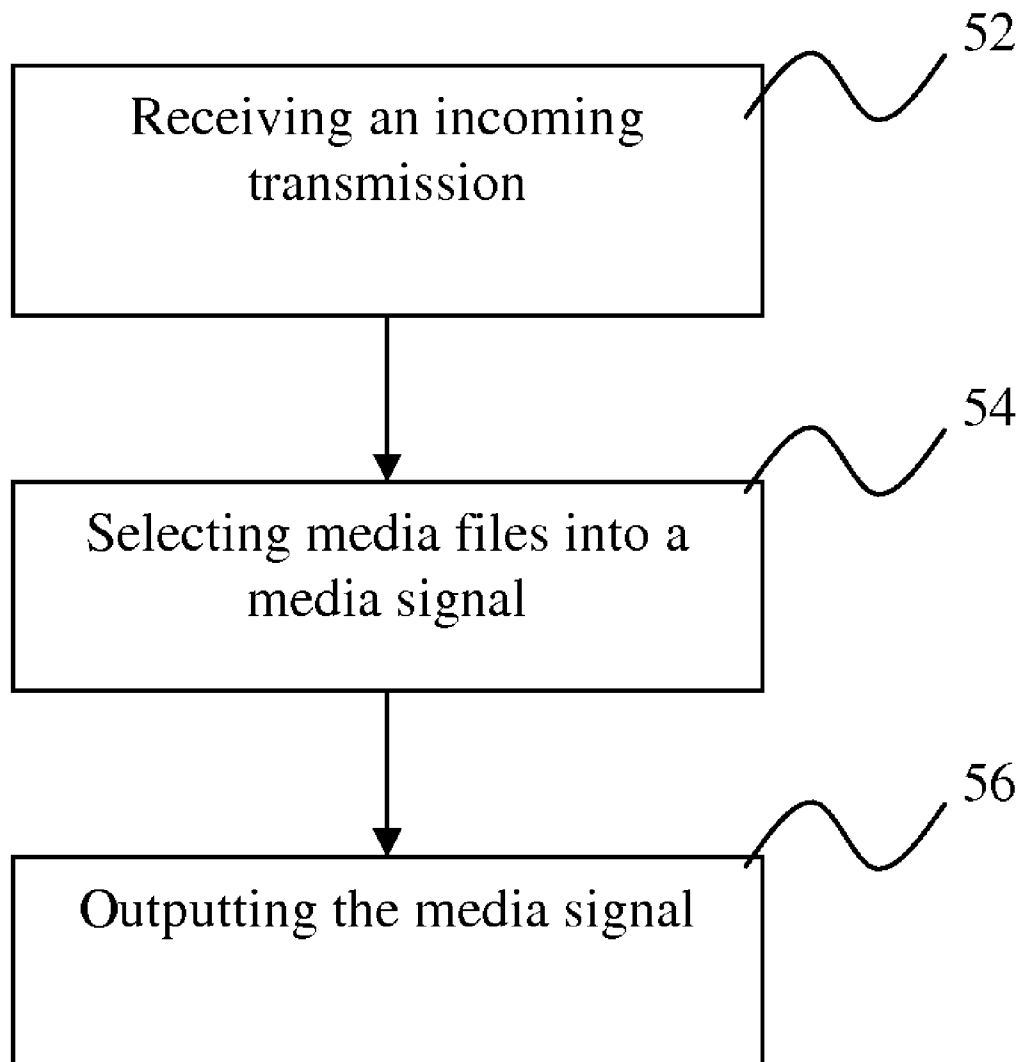 52
Receiving an incoming
transmission
54
Selecting media files into a
media signal
56
Outputting the media signal